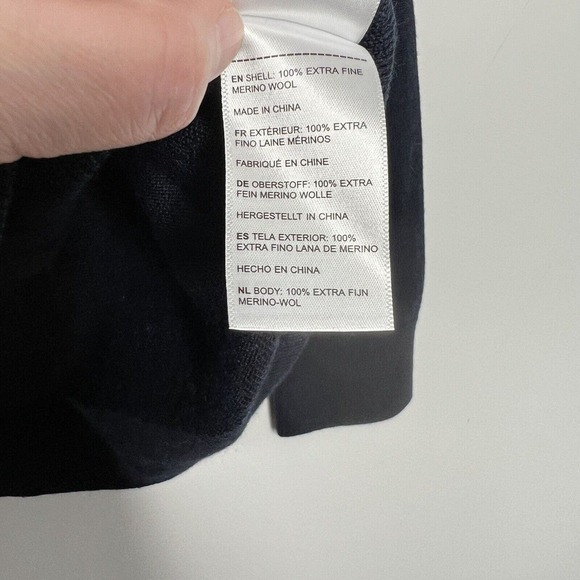 EN SHELL: 100% EXTRA FINE
MERINO WOOL
MADE IN CHINA
FR EXTÉRIEUR: 100% EXTRA
FINO LAINE MÉRINOS
FABRIQUÉ EN CHINE
DE OBERSTOFF: 100% EXTRA
FEIN MERINO WOLLE
HERGESTELLT IN CHINA
ES TELA EXTERIOR: 100%
EXTRA FINO LANA DE MERINO
HECHO EN CHINA
NL BODY: 100% EXTRA FIJN
MERINO-WOL